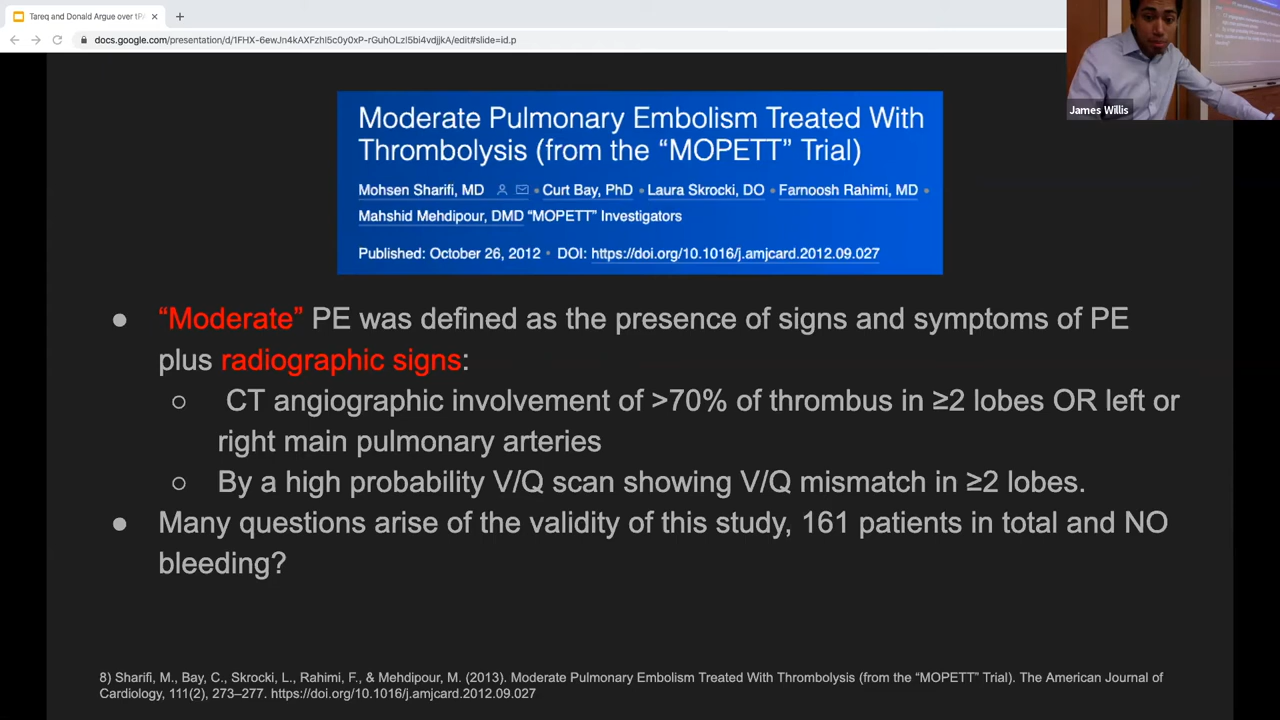 Tareq and Donald Argue over tP
docs.google.com/presentation/d/1FHX-6ewJn4kAXFzhI5c0y0xP-rGuhOLzI5bi4vdjjkA/edit#slide=id.p
James Willis
Moderate Pulmonary Embolism Treated With
Thrombolysis (from the “MOPETT” Trial)
Mohsen Sharifi, MD • Curt Bay, PhD • Laura Skrocki, DO • Farnoosh Rahimi, MD •
Mahshid Mehdipour, DMD “MOPETT” Investigators
Published: October 26, 2012 • DOI: https://doi.org/10.1016/j.amjcard.2012.09.027
● “Moderate” PE was defined as the presence of signs and symptoms of PE
plus radiographic signs:
○ CT angiographic involvement of >70% of thrombus in ≥2 lobes OR left or
right main pulmonary arteries
○ By a high probability V/Q scan showing V/Q mismatch in ≥2 lobes.
● Many questions arise of the validity of this study, 161 patients in total and NO
bleeding?
8) Sharifi, M., Bay, C., Skrocki, L., Rahimi, F., & Mehdipour, M. (2013). Moderate Pulmonary Embolism Treated With Thrombolysis (from the “MOPETT” Trial). The American Journal of
Cardiology, 111(2), 273–277. https://doi.org/10.1016/j.amjcard.2012.09.027